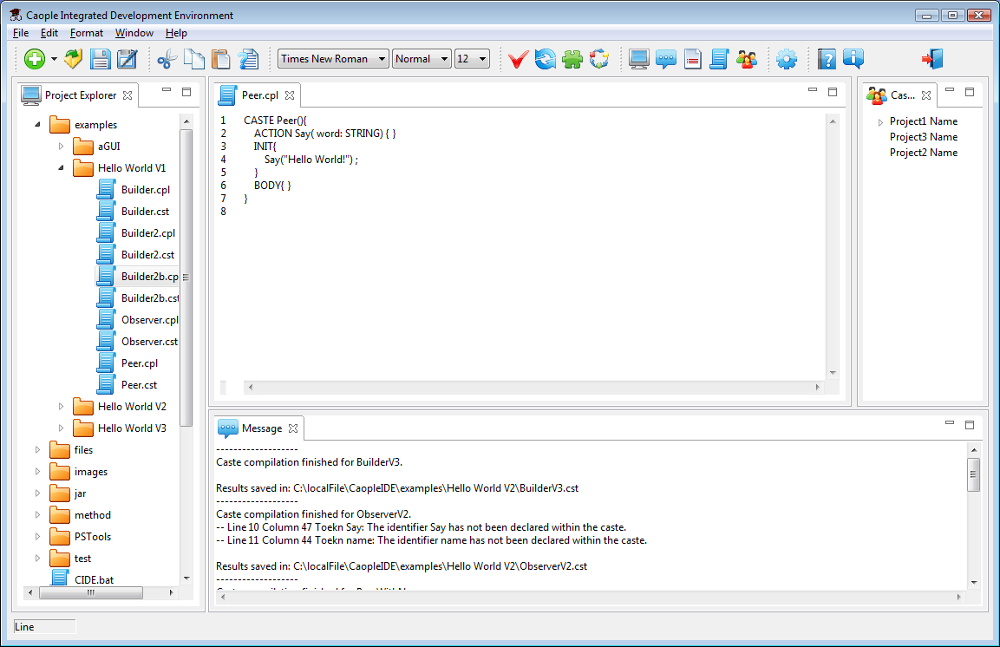 Caople Integrated Development Environment
File Edit Format Window Help
Times New Roman Normal 12
Project Explorer
examples
aGUI
Hello World V1
Builder.cpl
Builder.cst
Builder2.cpl
Builder2.cst
Builder2b.cp
Builder2b.cst
Observer.cpl
Observer.cst
Peer.cpl
Peer.cst
Hello World V2
Hello World V3
files
images
jar
method
PSTools
test
CIDE.bat
Peer.cpl
1 CASTE Peer(){
2 ACTION Say( word: STRING) { }
3 INIT{
4 Say("Hello World!") ;
5 }
6 BODY{ }
7 }
8
Cas...
Project1 Name
Project3 Name
Project2 Name
Message
-------------------
Caste compilation finished for BuilderV3.
Results saved in: C:\localFile\CaopleIDE\examples\Hello World V2\BuilderV3.cst
-------------------
Caste compilation finished for ObserverV2.
-- Line 10 Column 47 Toekn Say: The identifier Say has not been declared within the caste.
-- Line 11 Column 44 Toekn name: The identifier name has not been declared within the caste.
Results saved in: C:\localFile\CaopleIDE\examples\Hello World V2\ObserverV2.cst
-------------------
Line